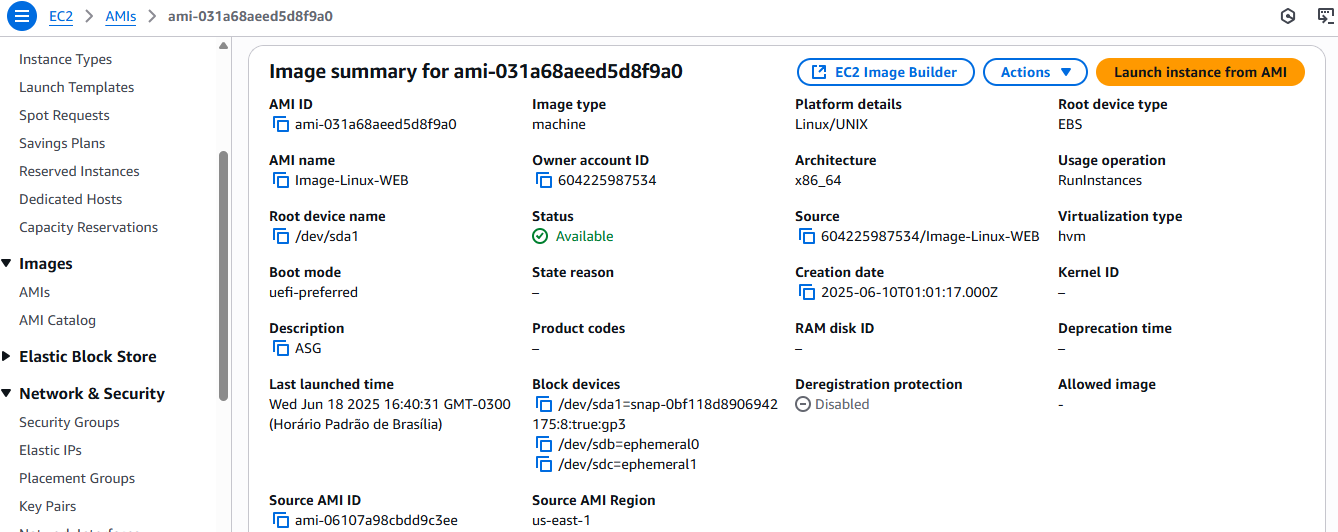 EC2 > AMIs > ami-031a68aeed5d8f9a0
Instance Types
Launch Templates
Spot Requests
Savings Plans
Reserved Instances
Dedicated Hosts
Capacity Reservations
Images
AMIs
AMI Catalog
Elastic Block Store
Network & Security
Security Groups
Elastic IPs
Placement Groups
Key Pairs
Image summary for ami-031a68aeed5d8f9a0
EC2 Image Builder
Actions
Launch instance from AMI
AMI ID
ami-031a68aeed5d8f9a0
Image type
machine
Platform details
Linux/UNIX
Root device type
EBS
AMI name
Image-Linux-WEB
Owner account ID
604225987534
Architecture
x86_64
Usage operation
RunInstances
Root device name
/dev/sda1
Status
Available
Source
604225987534/Image-Linux-WEB
Virtualization type
hvm
Boot mode
uefi-preferred
State reason
–
Creation date
2025-06-10T01:01:17.000Z
Kernel ID
–
Description
ASG
Product codes
–
RAM disk ID
–
Deprecation time
–
Last launched time
Wed Jun 18 2025 16:40:31 GMT-0300
(Horário Padrão de Brasília)
Block devices
/dev/sda1=snap-0bf118d8906942
175:8:true:gp3
/dev/sdb=ephemeral0
/dev/sdc=ephemeral1
Deregistration protection
Disabled
Allowed image
-
Source AMI ID
ami-06107a98cbdd9c3ee
Source AMI Region
us-east-1